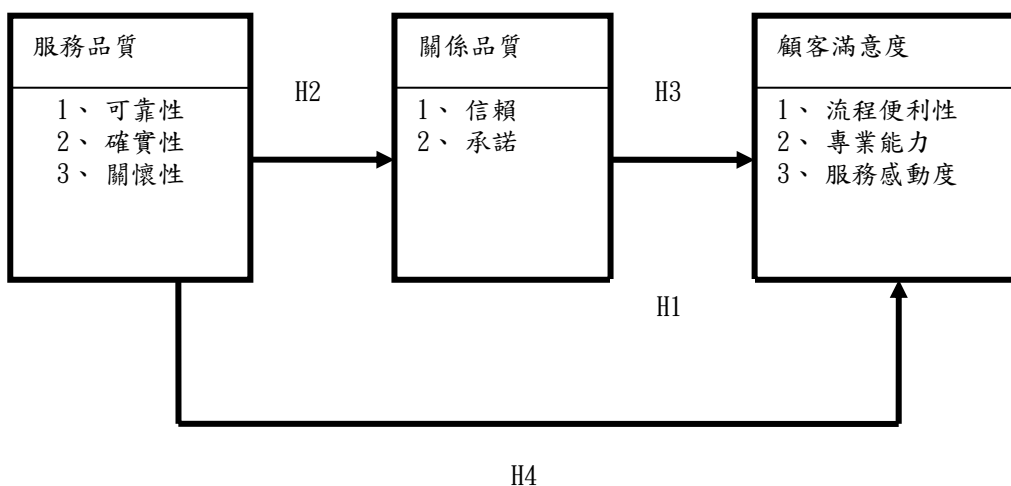 服務品質
1、 可靠性
2、 確實性
3、 關懷性
H2
關係品質
1、 信賴
2、 承諾
H3
顧客滿意度
1、 流程便利性
2、 專業能力
3、 服務感動度
H1
H4